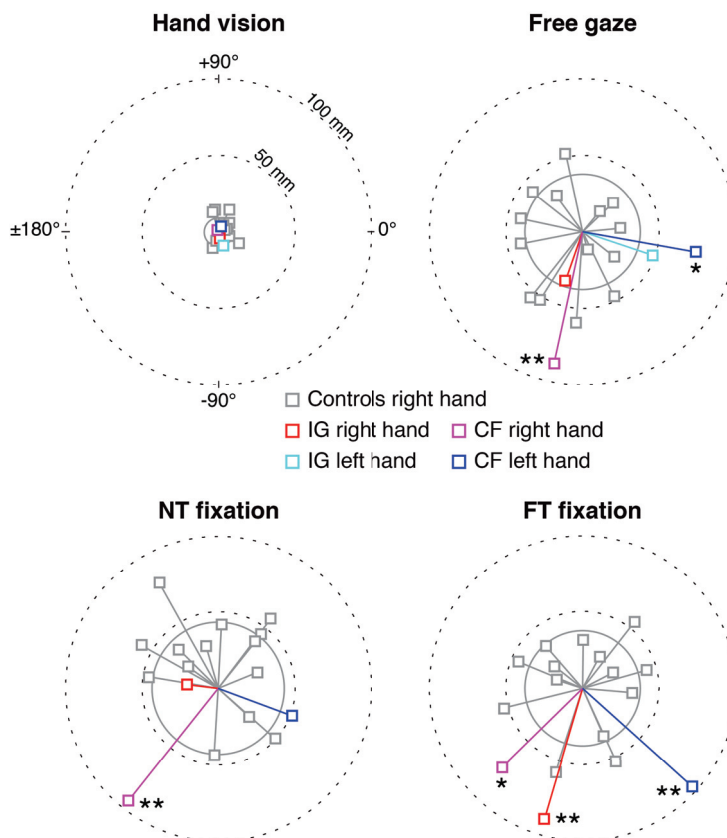 Hand vision
Free gaze
+90°
100 mm
50 mm
±180°
0°
-90°
*
**
Controls right hand
IG right hand
CF right hand
IG left hand
CF left hand
NT fixation
FT fixation
**
*
**
**